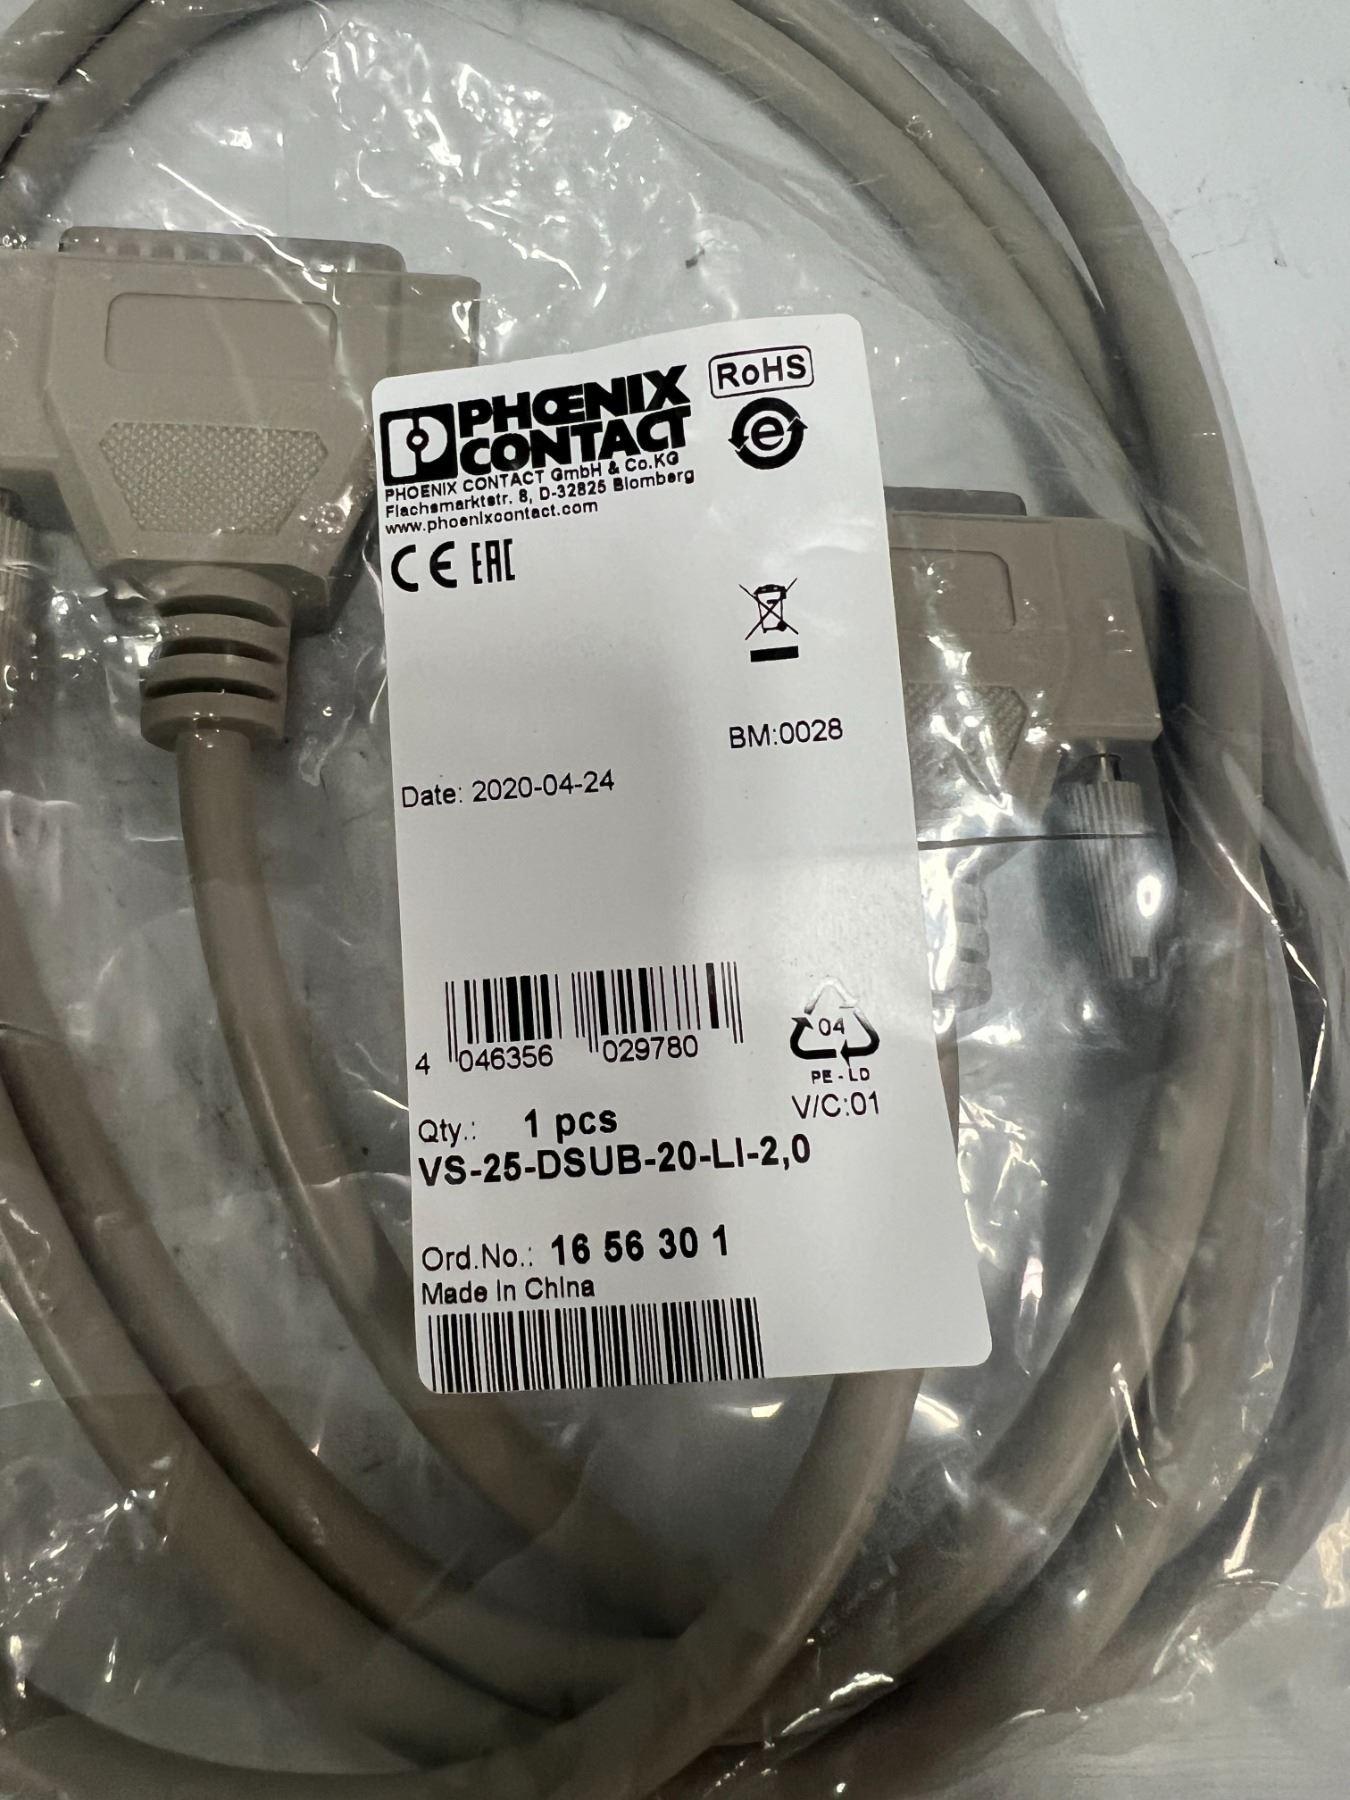 PHŒNIX
CONTACT
RoHS
e
PHOENIX CONTACT GmbH & Co.KG
Flachsmarktstr. 8, D-32825 Blomberg
www.phoenixcontact.com
CE EAC
BM:0028
Date: 2020-04-24
4 046356 029780
04
PE-LD
V/C:01
Qty.: 1 pcs
VS-25-DSUB-20-LI-2,0
Ord.No.: 16 56 30 1
Made in China